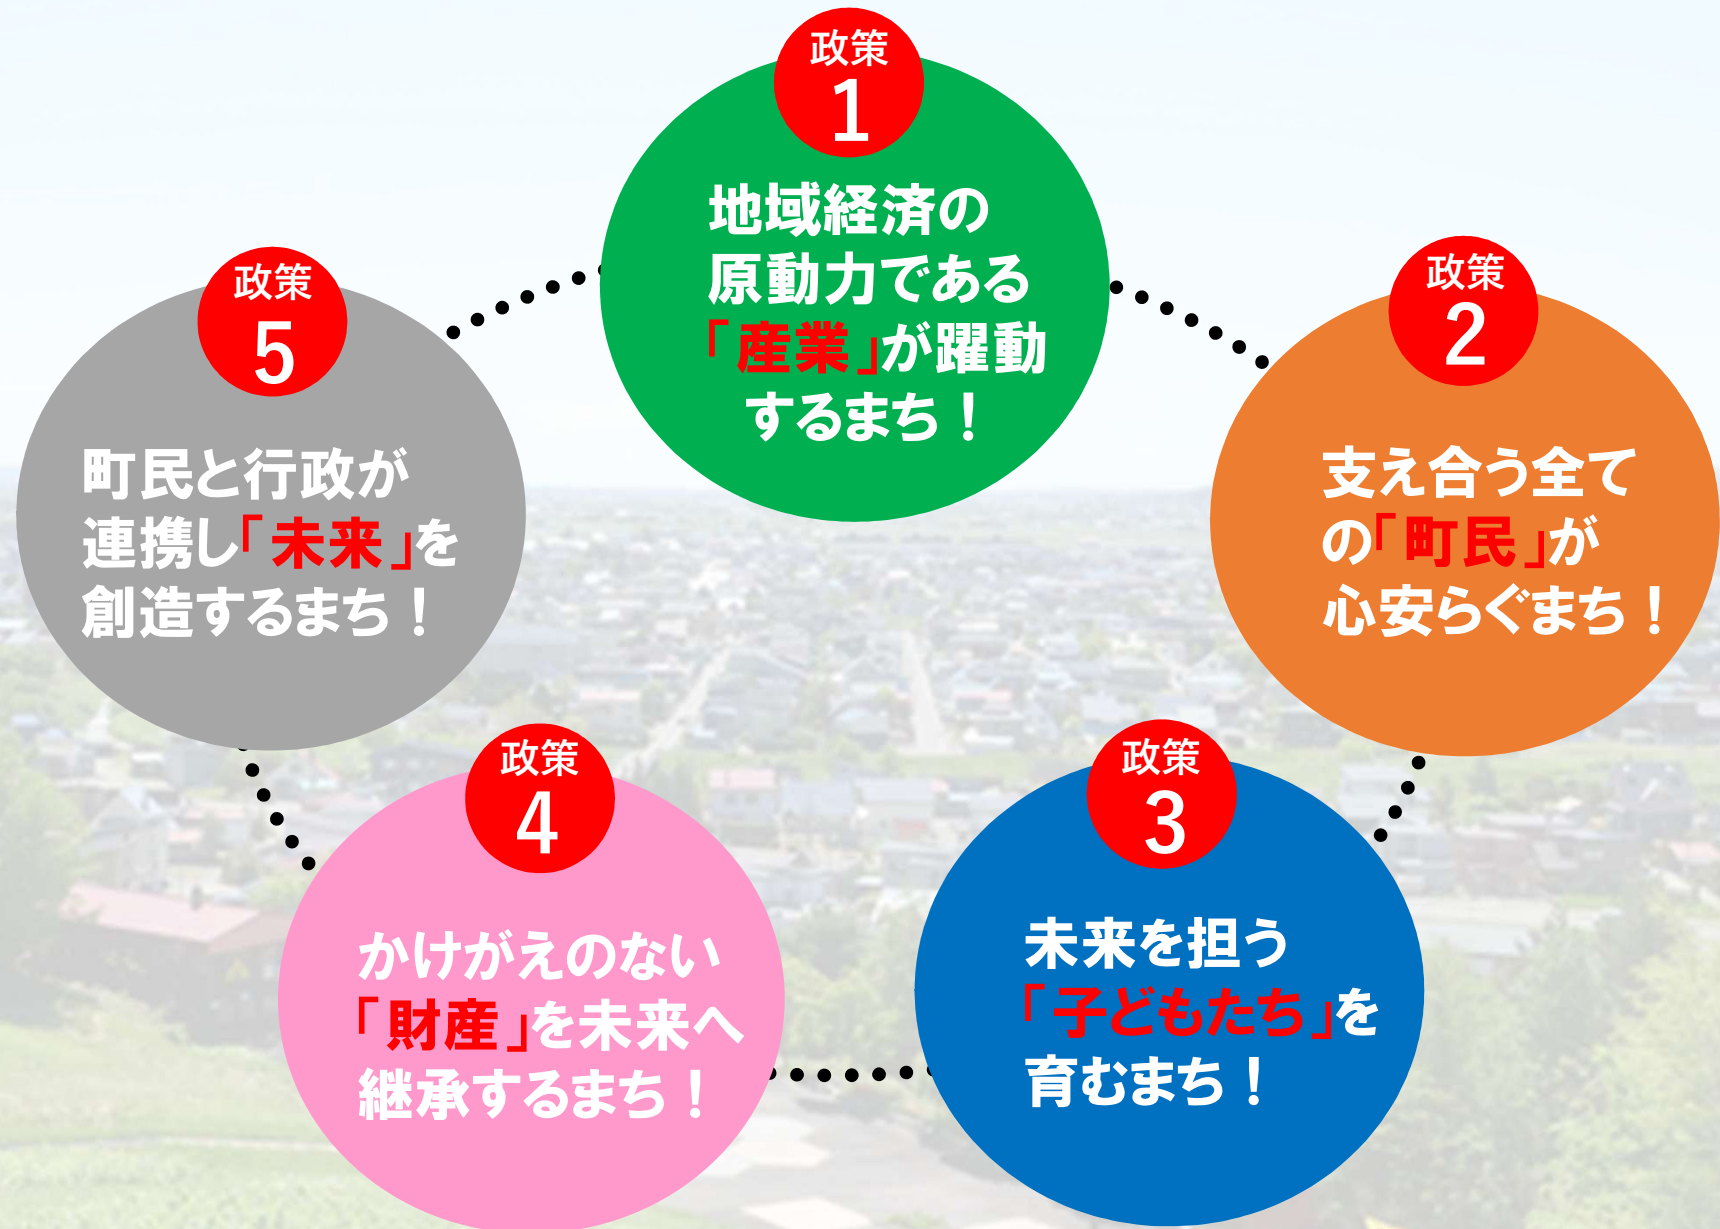 政策
1
地域経済の
原動力である
「産業」が躍動
するまち！
政策
2
支え合う全て
の「町民」が
心安らぐまち！
政策
3
未来を担う
「子どもたち」を
育むまち！
政策
4
かけがえのない
「財産」を未来へ
継承するまち！
政策
5
町民と行政が
連携し「未来」を
創造するまち！